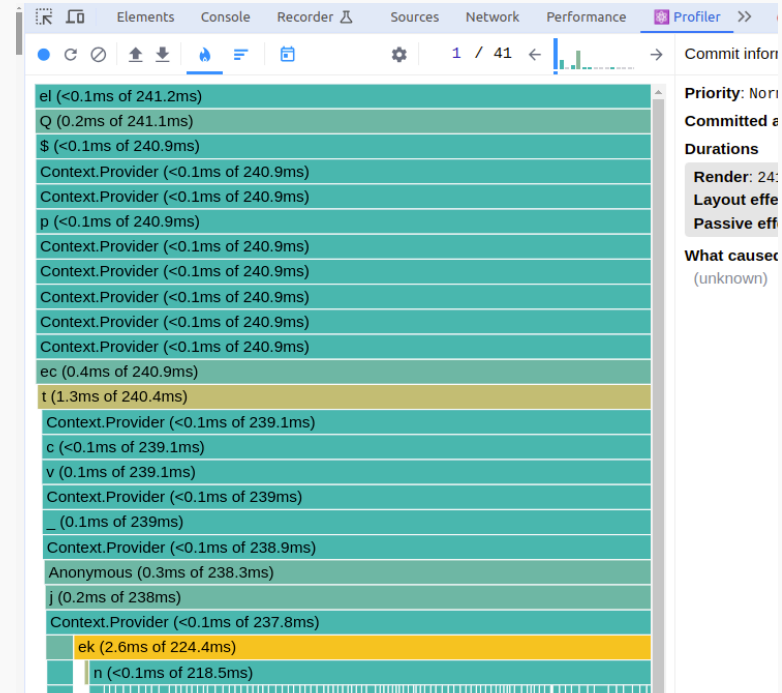 Elements Console Recorder Sources Network Performance Profiler
1 / 41 Commit
Priority:
el (<0.1ms of 241.2ms)
Committed
Q (0.2ms of 241.1ms)
$ (<0.1ms of 240.9ms)
Durations
Context.Provider (<0.1ms of 240.9ms)
Render:
Context.Provider (<0.1ms of 240.9ms)
Layout
p (<0.1ms of 240.9ms)
Passive
Context.Provider (<0.1ms of 240.9ms)
What
Context.Provider (<0.1ms of 240.9ms)
(unknown)
Context.Provider (<0.1ms of 240.9ms)
Context.Provider (<0.1ms of 240.9ms)
Context.Provider (<0.1ms of 240.9ms)
ec (0.4ms of 240.9ms)
t (1.3ms of 240.4ms)
Context.Provider (<0.1ms of 239.1ms)
c (<0.1ms of 239.1ms)
v (0.1ms of 239.1ms)
Context.Provider (<0.1ms of 239ms)
_ (0.1ms of 239ms)
Context.Provider (<0.1ms of 238.9ms)
Anonymous (0.3ms of 238.3ms)
j (0.2ms of 238ms)
Context.Provider (<0.1ms of 237.8ms)
ek (2.6ms of 224.4ms)
n (<0.1ms of 218.5ms)